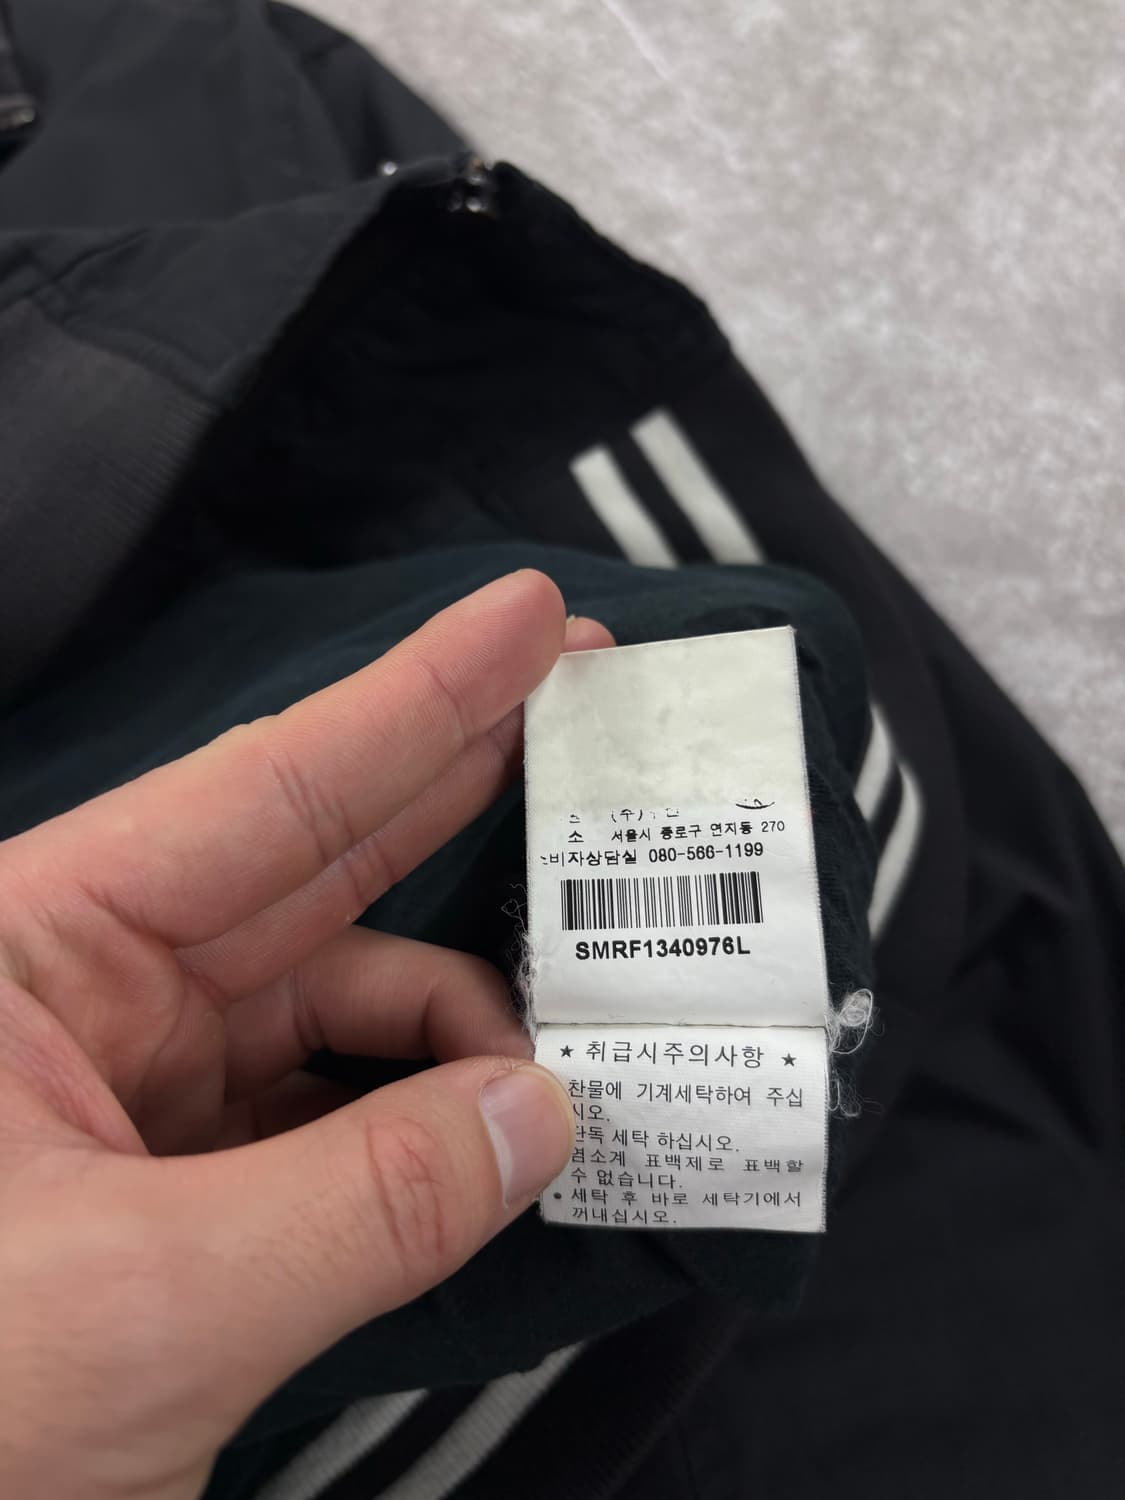 소 서울시 종로구 연지동 270
비자상담실 080-566-1199
SMRF1340976L
★ 취급시주의사항 ★
찬물에 기계세탁하여 주십
시오.
단독 세탁 하십시오.
염소계 표백제로 표백할
수 없습니다.
• 세탁 후 바로 세탁기에서
꺼내십시오.